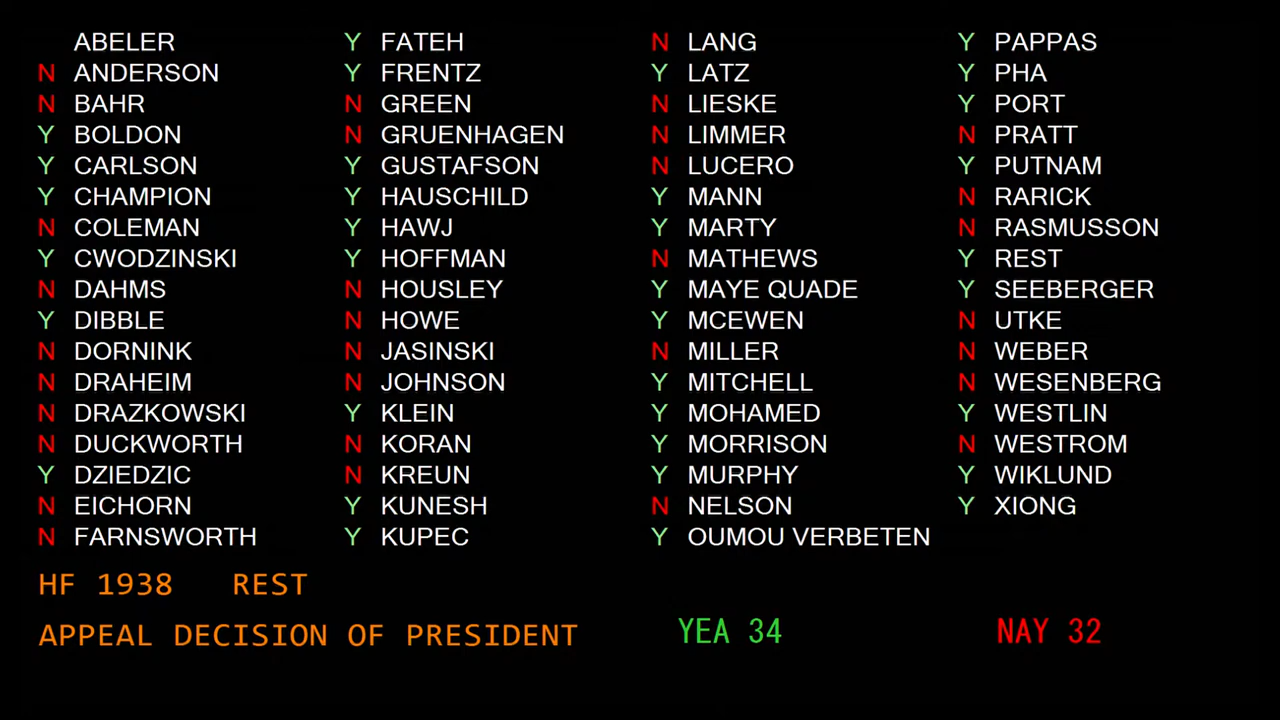 ABELER Y FATEH N LANG Y PAPPAS
N ANDERSON Y FRENTZ Y LATZ Y PHA
N BAHR N GREEN N LIESKE Y PORT
Y BOLDON N GRUENHAGEN N LIMMER N PRATT
Y CARLSON Y GUSTAFSON N LUCERO Y PUTNAM
Y CHAMPION Y HAUSCHILD Y MANN N RARICK
N COLEMAN Y HAWJ Y MARTY N RASMUSSON
Y CWODZINSKI Y HOFFMAN N MATHEWS Y REST
N DAHMS N HOUSLEY Y MAYE QUADE Y SEEBERGER
Y DIBBLE N HOWE Y MCEWEN N UTKE
N DORNINK N JASINSKI N MILLER N WEBER
N DRAHEIM N JOHNSON Y MITCHELL N WESENBERG
N DRAZKOWSKI Y KLEIN Y MOHAMED Y WESTLIN
N DUCKWORTH N KORAN Y MORRISON N WESTROM
Y DZIEDZIC N KREUN Y MURPHY Y WIKLUND
N EICHORN Y KUNESH N NELSON Y XIONG
N FARNSWORTH Y KUPEC Y OUMOU VERBETEN
HF 1938 REST
APPEAL DECISION OF PRESIDENT YEA 34 NAY 32